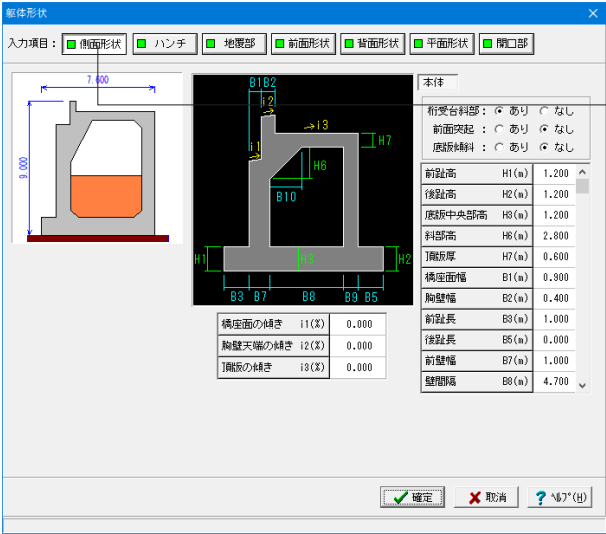 躯体形状
入力項目： 側面形状 ハンチ 地覆部 前面形状 背面形状 平面形状 開口部
7.600
9.000
B1B2
i2
i3
i1
H7
H6
B10
H1
H3
H2
B3 B7 B8 B9 B5
本体
桁受台斜部： あり なし
前面突起 ： あり なし
底版傾斜 ： あり なし
前趾高 H1(m) 1.200
後趾高 H2(m) 1.200
底版中央部高 H3(m) 1.200
斜部高 H6(m) 2.800
頂版厚 H7(m) 0.600
橋座面幅 B1(m) 0.900
胸壁幅 B2(m) 0.400
前趾長 B3(m) 1.000
後趾長 B5(m) 0.000
前壁幅 B7(m) 1.000
壁間隔 B8(m) 4.700
橋座面の傾き i1(%) 0.000
胸壁天端の傾き i2(%) 0.000
頂版の傾き i3(%) 0.000
確定 取消 ヘルプ(H)